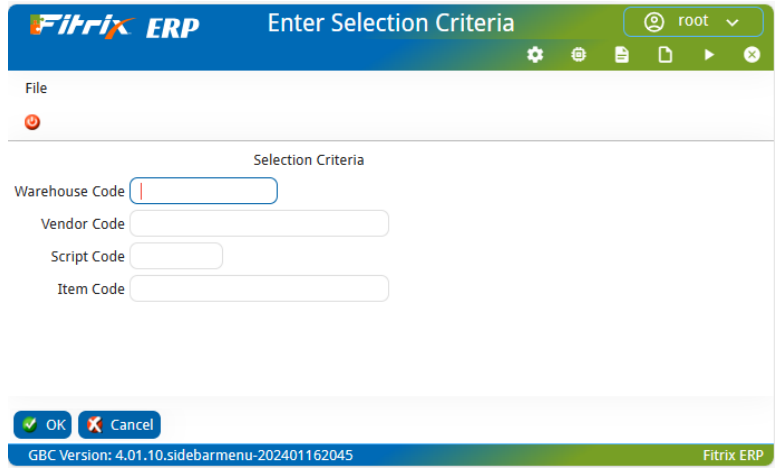 Fitrix ERP Enter Selection Criteria root
File
Selection Criteria
Warehouse Code
Vendor Code
Script Code
Item Code
OK Cancel
GBC Version: 4.01.10.sidebarmenu-202401162045 Fitrix ERP